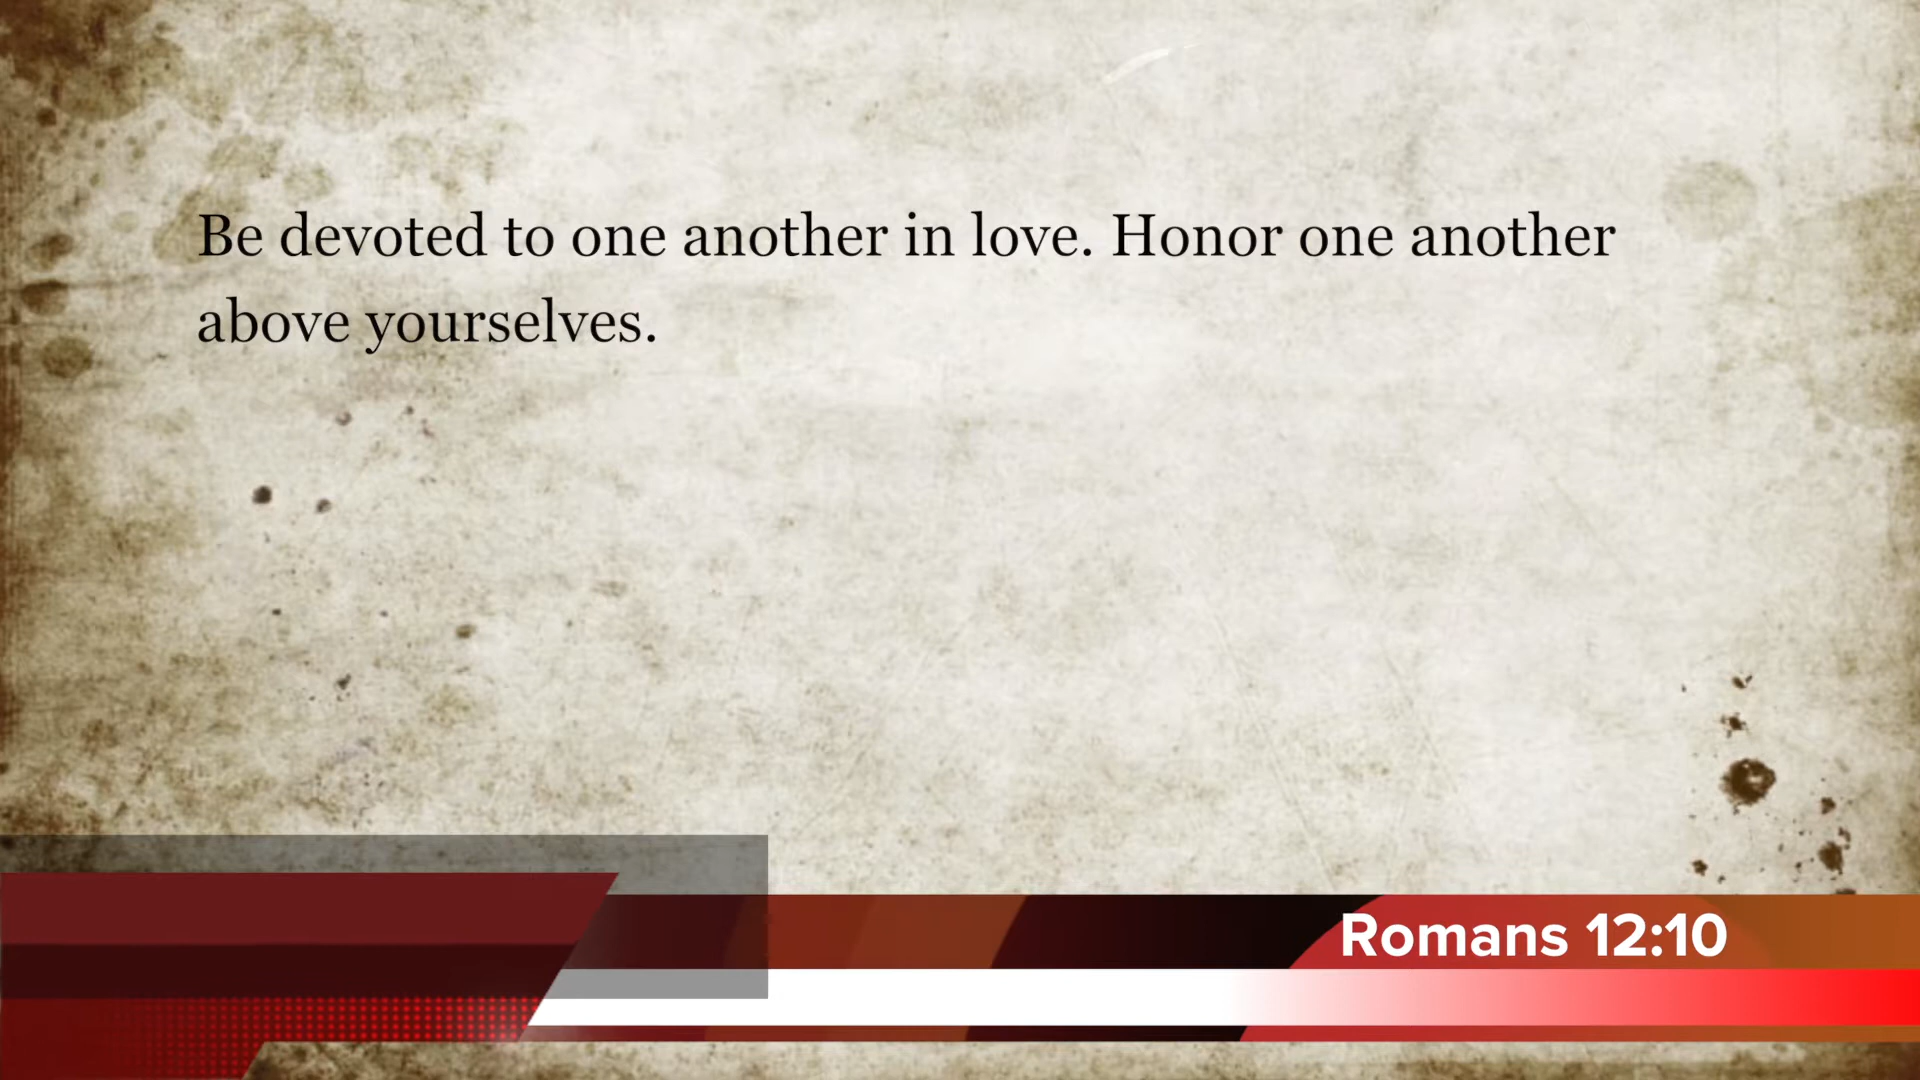 Be devoted to one another in love. Honor one another
above yourselves.
Romans 12:10